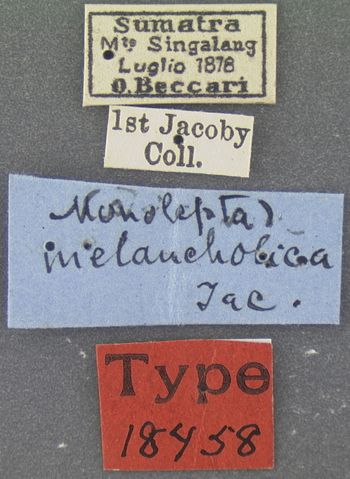 Sumatra
Mte Singalang
Luglio 1878
O. Beccari
1st Jacoby
Coll.
Monolepta
melancholica
Jac.
Type
18458